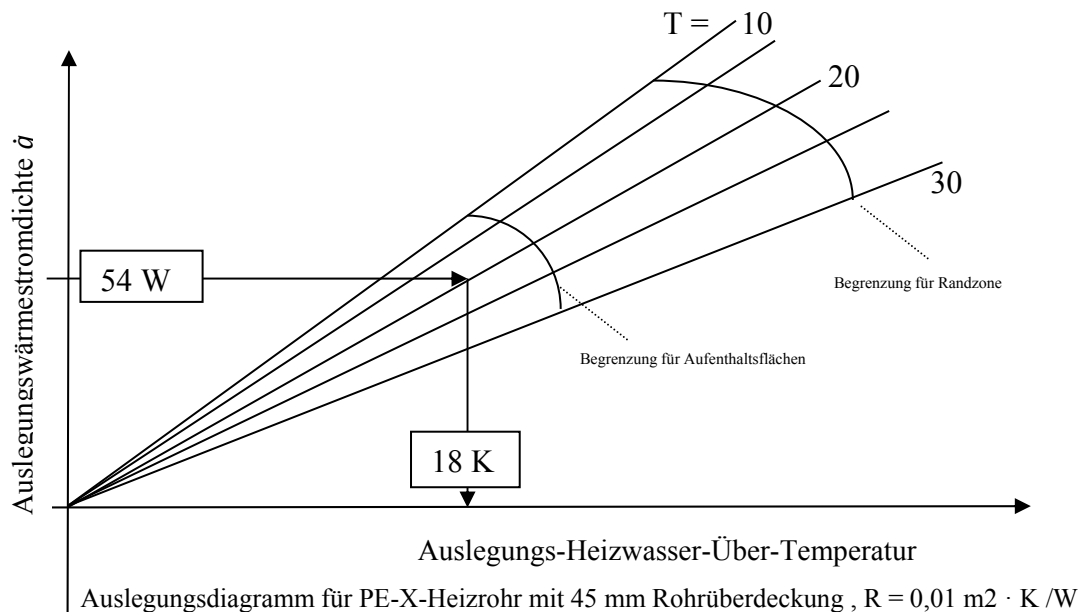 T = 10
20
30
Auslegungswärmestromdichte q̇
54 W
Begrenzung für Randzone
Begrenzung für Aufenthaltsflächen
18 K
Auslegungs-Heizwasser-Über-Temperatur
Auslegungsdiagramm für PE-X-Heizrohr mit 45 mm Rohrüberdeckung , R = 0,01 m2 · K /W